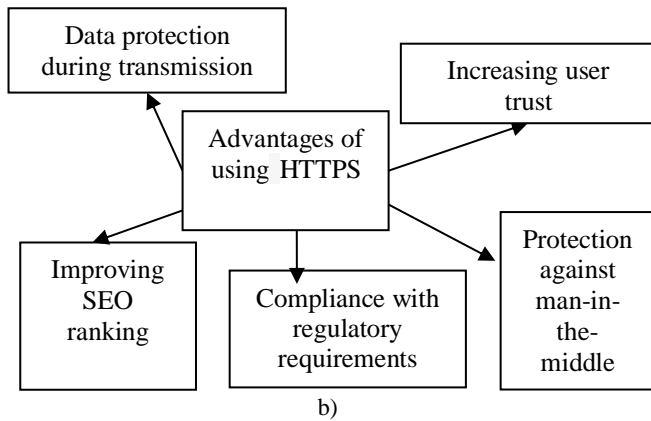 Data protection
during transmission
Increasing user
trust
Advantages of
using HTTPS
Improving
SEO
ranking
Compliance with
regulatory
requirements
Protection
against
man-in-
the-
middle
b)